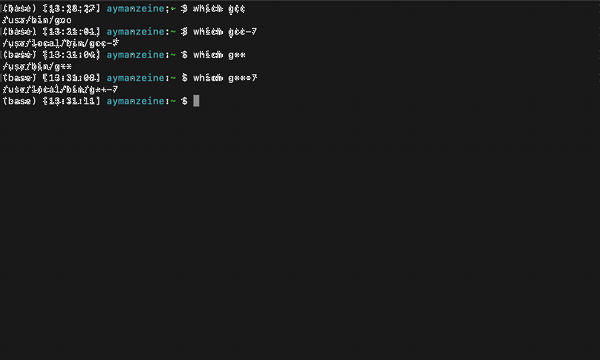 (base) [13:28:27] aymanzeine:~ $ which gcc
/usr/bin/gcc
(base) [13:31:01] aymanzeine:~ $ which gcc-7
/usr/local/bin/gcc-7
(base) [13:31:04] aymanzeine:~ $ which g++
/usr/bin/g++
(base) [13:31:08] aymanzeine:~ $ which g++-7
/usr/local/bin/g++-7
(base) [13:31:11] aymanzeine:~ $